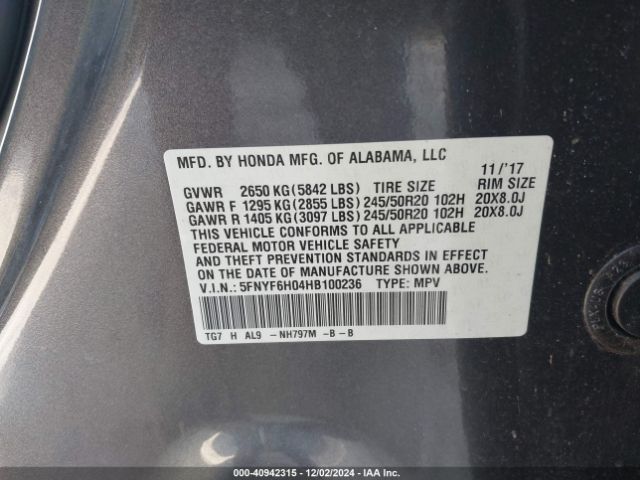 MFD. BY HONDA MFG. OF ALABAMA, LLC
11/'17
GVWR 2650 KG(5842 LBS) TIRE SIZE RIM SIZE
GAWR F 1295 KG(2855 LBS) 245/50R20 102H 20X8.0J
GAWR R 1405 KG(3097 LBS) 245/50R20 102H 20X8.0J
THIS VEHICLE CONFORMS TO ALL APPLICABLE
FEDERAL MOTOR VEHICLE SAFETY
AND THEFT PREVENTION STANDARDS IN EFFECT
ON THE DATE OF MANUFACTURE SHOWN ABOVE.
V.I.N.: 5FNYF6H04HB100236 TYPE: MPV
TG7 H AL9 -NH797M -B -B
000-40942315 - 12/02/2024 - IAA Inc.